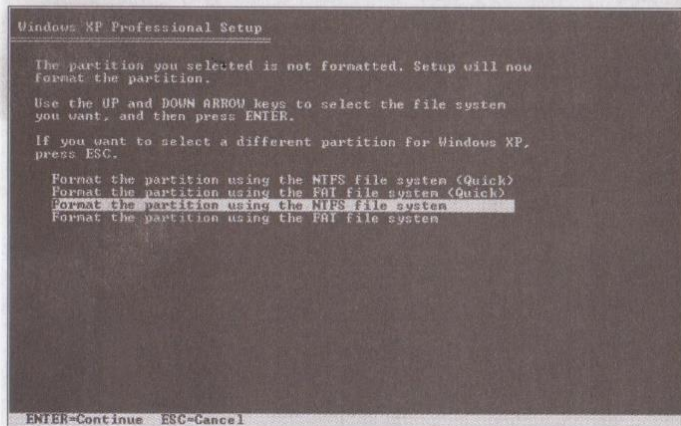 Windows XP Professional Setup
The partition you selected is not formatted. Setup will now
format the partition.
Use the UP and DOWN ARROW keys to select the file system
you want, and then press ENTER.
If you want to select a different partition for Windows XP,
press ESC.
Format the partition using the NTFS file system (Quick)
Format the partition using the FAT file system (Quick)
Format the partition using the NTFS file system
Format the partition using the FAT file system
ENTER=Continue ESC=Cancel